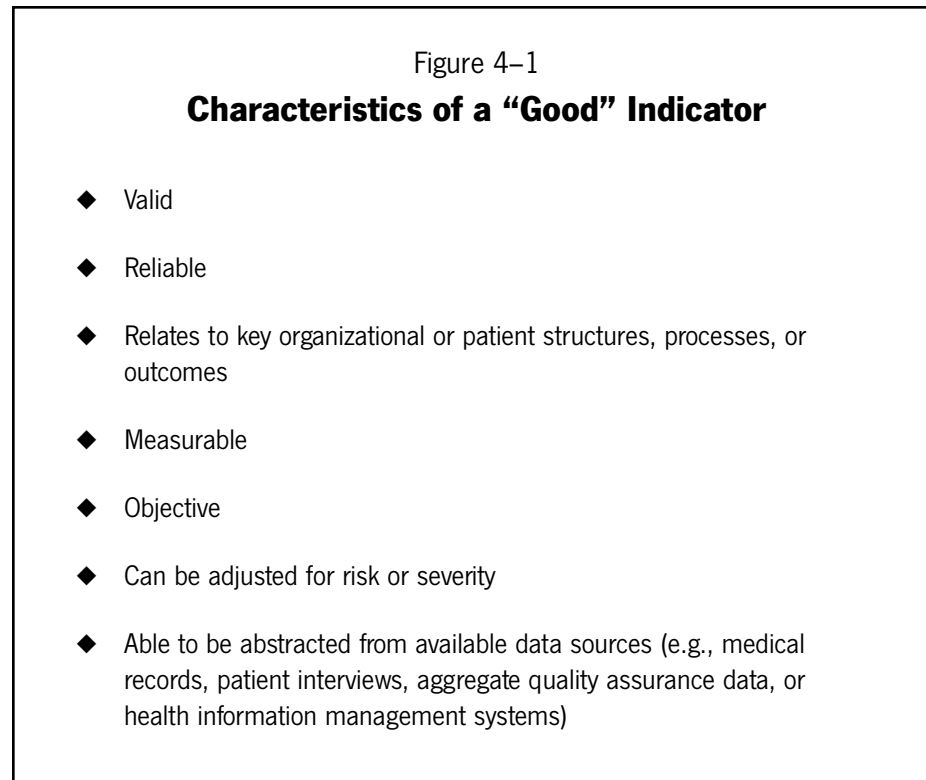 Figure 4–1
Characteristics of a “Good” Indicator
◆ Valid
◆ Reliable
◆ Relates to key organizational or patient structures, processes, or
outcomes
◆ Measurable
◆ Objective
◆ Can be adjusted for risk or severity
◆ Able to be abstracted from available data sources (e.g., medical
records, patient interviews, aggregate quality assurance data, or
health information management systems)